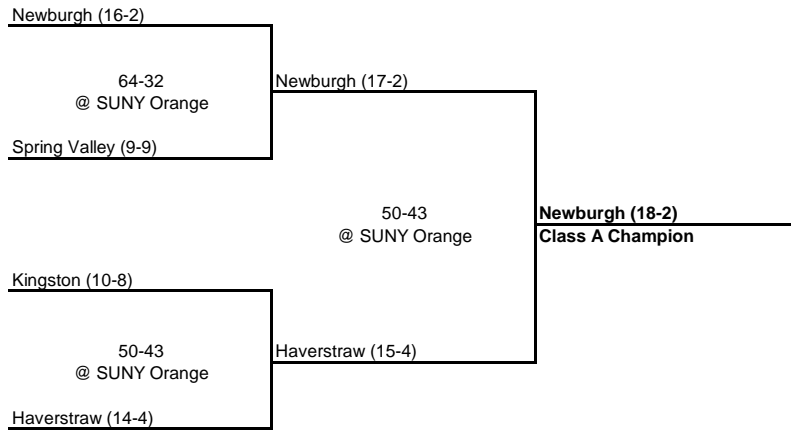 Newburgh (16-2)
64-32
@ SUNY Orange
Newburgh (17-2)
Spring Valley (9-9)
50-43
@ SUNY Orange
Newburgh (18-2)
Class A Champion
Kingston (10-8)
50-43
@ SUNY Orange
Haverstraw (15-4)
Haverstraw (14-4)